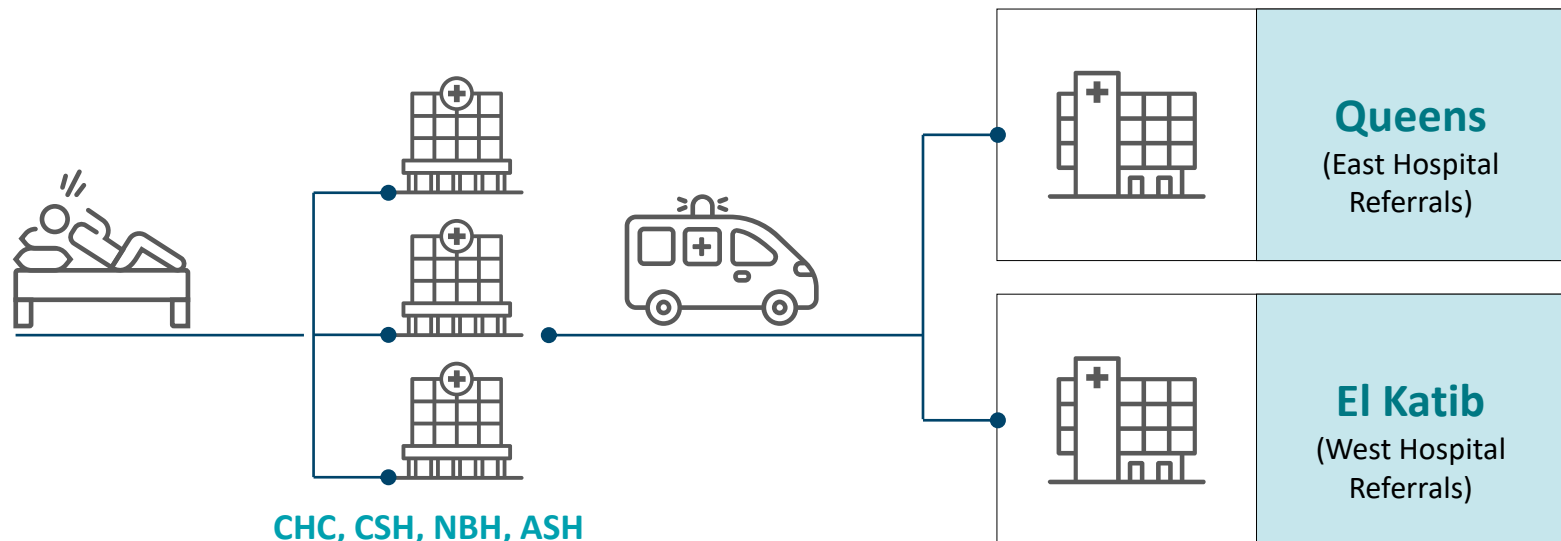 Queens
(East Hospital
Referrals)
El Katib
(West Hospital
Referrals)
CHC, CSH, NBH, ASH